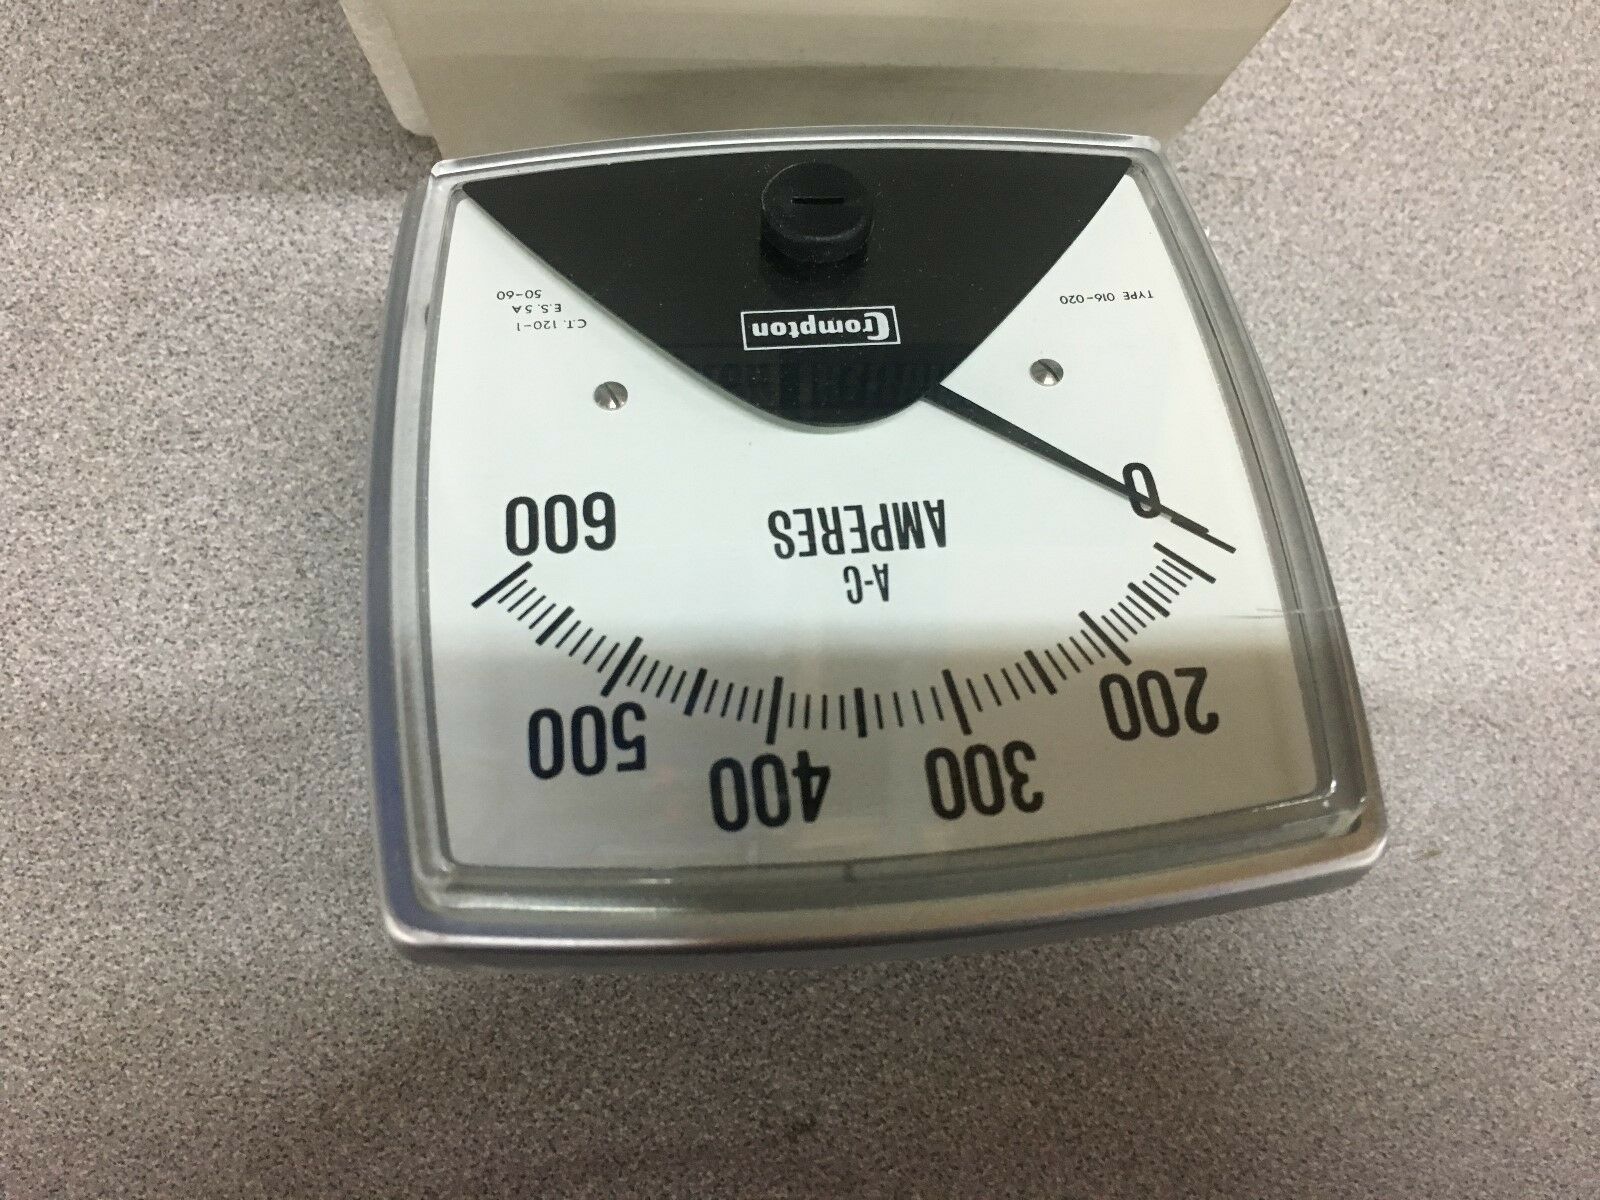 200 300 400 500
0 600
A-C
AMPERES
Crompton
TYPE 016-020
C.T. 120-1
E.S. 5A
50-60